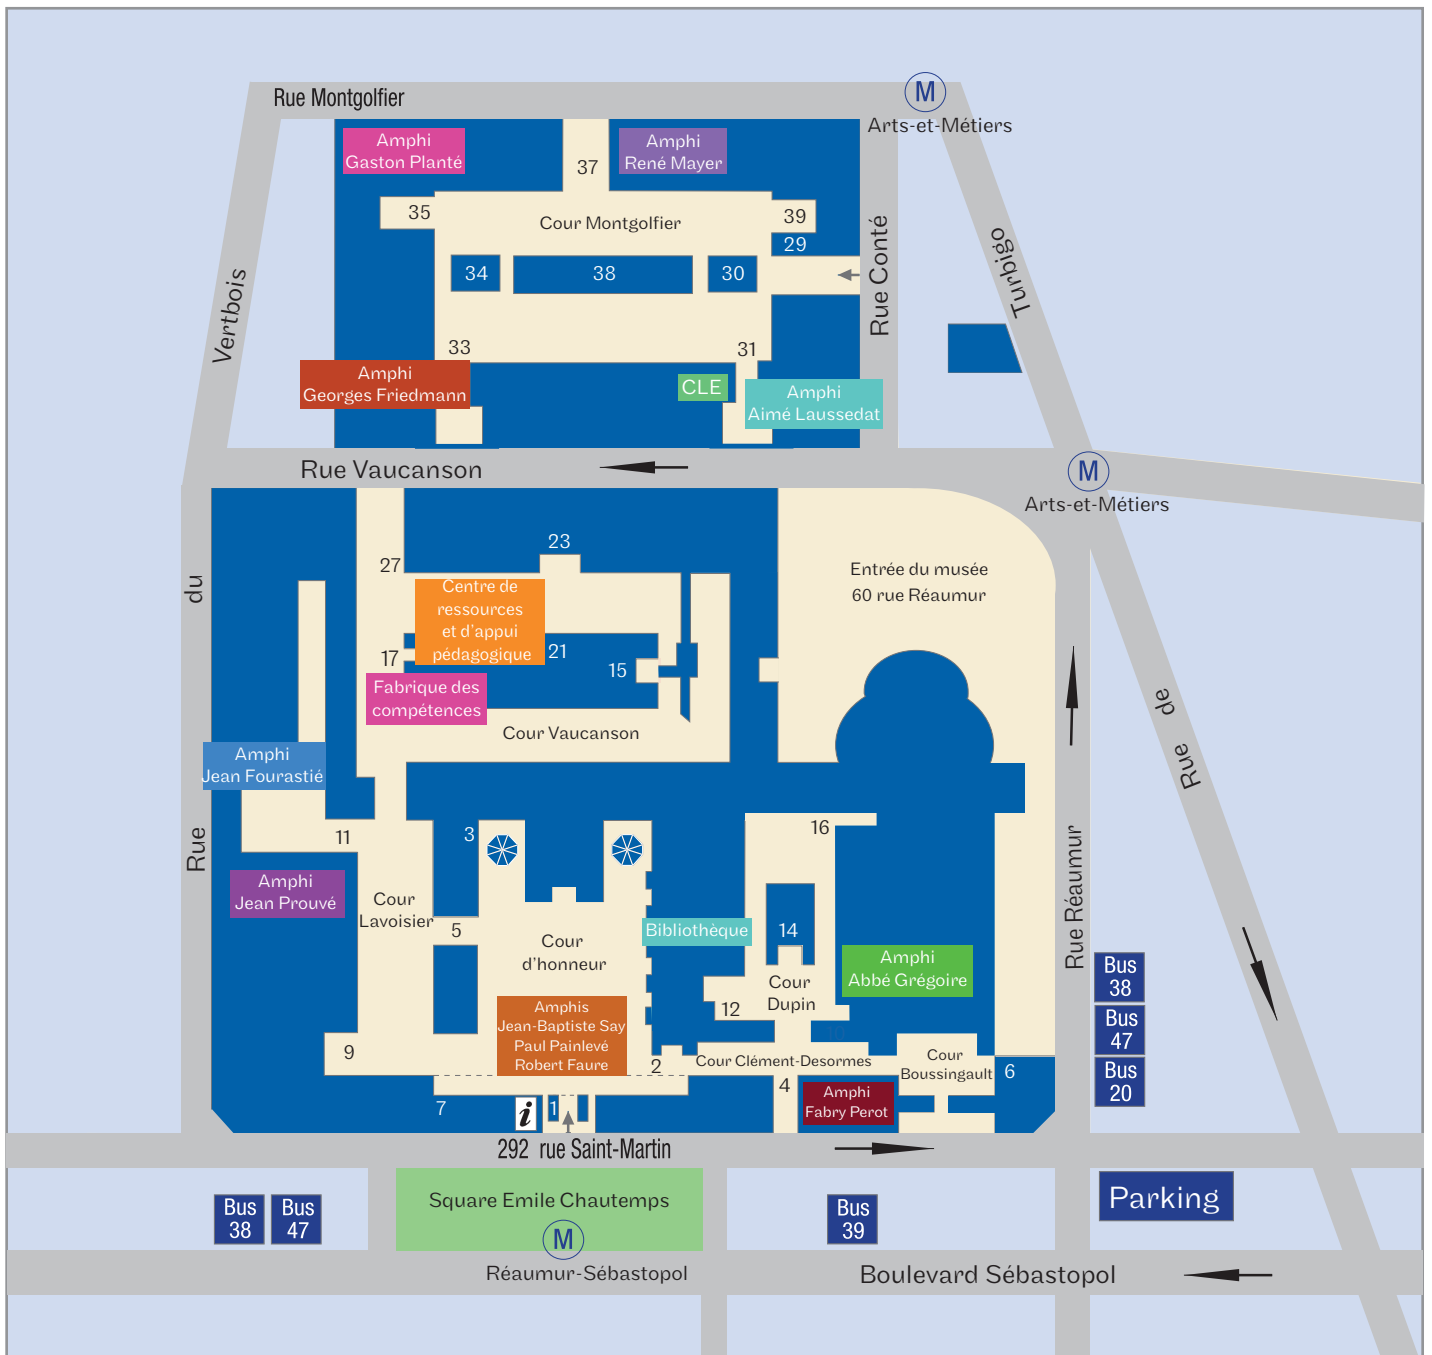 Rue Montgolfier
M
Arts-et-Métiers
Amphi
Gaston Planté
37
Amphi
René Mayer
35
Cour Montgolfier
39
29
34
38
30
Rue Conté
Turbigo
Vertbois
33
31
Amphi
Georges Friedmann
CLE
Amphi
Aimé Laussedat
Rue Vaucanson
M
Arts-et-Métiers
23
27
Centre de
ressources
et d'appui
pédagogique
Entrée du musée
60 rue Réaumur
du
17
21
15
Fabrique des
compétences
Cour Vaucanson
de
Rue
Amphi
Jean Fourastié
11
3
16
Rue
Rue Réaumur
Amphi
Jean Prouvé
Cour
Lavoisier
5
Cour
d'honneur
Bibliothèque
14
Amphi
Abbé Grégoire
Bus
38
Cour
Dupin
12
10
Bus
47
Amphis
Jean-Baptiste Say
Paul Painlevé
Robert Faure
9
2
Cour Clément-Desormes
Cour
Boussingault
6
Bus
20
4
Amphi
Fabry Perot
7
i
1
292 rue Saint-Martin
Bus
38
Bus
47
Square Emile Chautemps
M
Réaumur-Sébastopol
Bus
39
Parking
Boulevard Sébastopol